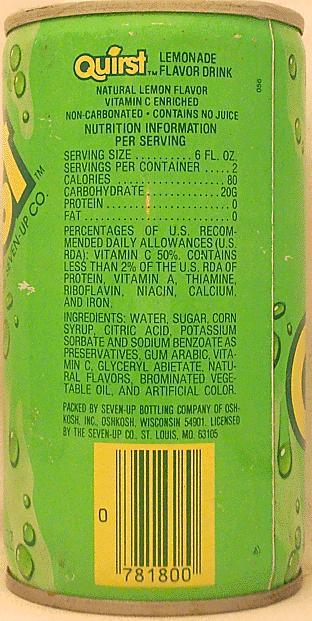 Quirst™ LEMONADE
FLAVOR DRINK
056
NATURAL LEMON FLAVOR
VITAMIN C ENRICHED
NON-CARBONATED • CONTAINS NO JUICE
NUTRITION INFORMATION
PER SERVING
SERVING SIZE .......... 6 FL. OZ.
SERVINGS PER CONTAINER ..... 2
CALORIES .................. 80
CARBOHYDRATE .............. 20G
PROTEIN .................... 0
FAT ........................ 0
PERCENTAGES OF U.S. RECOM-
MENDED DAILY ALLOWANCES (U.S.
RDA): VITAMIN C 50%. CONTAINS
LESS THAN 2% OF THE U.S. RDA OF
PROTEIN, VITAMIN A, THIAMINE,
RIBOFLAVIN, NIACIN, CALCIUM,
AND IRON.
INGREDIENTS: WATER, SUGAR, CORN
SYRUP, CITRIC ACID, POTASSIUM
SORBATE AND SODIUM BENZOATE AS
PRESERVATIVES, GUM ARABIC, VITA-
MIN C, GLYCERYL ABIETATE, NATU-
RAL FLAVORS, BROMINATED VEGE-
TABLE OIL, AND ARTIFICIAL COLOR.
PACKED BY SEVEN-UP BOTTLING COMPANY OF OSH-
KOSH, INC., OSHKOSH, WISCONSIN 54901. LICENSED
BY THE SEVEN-UP CO., ST. LOUIS, MO. 63105
0
781800
™
SEVEN-UP CO.